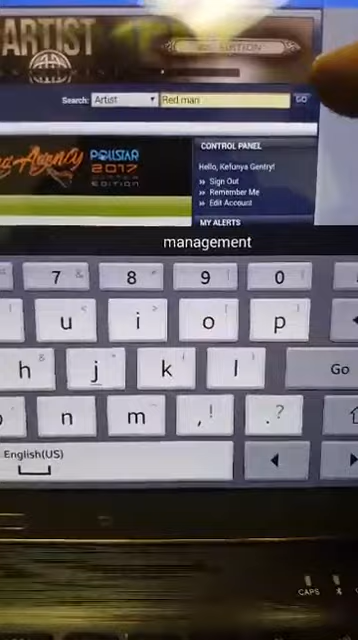 ARTIST
EDITION
Search: Artist Red man GO
Agency POLLSTAR
2017
EDITION
CONTROL PANEL
Hello, Kefunya Gentry!
>> Sign Out
>> Remember Me
>> Edit Account
MY ALERTS
management
7 8 9 0
u i o p
h j k l Go
n m , ! . ?
English(US)
CAPS